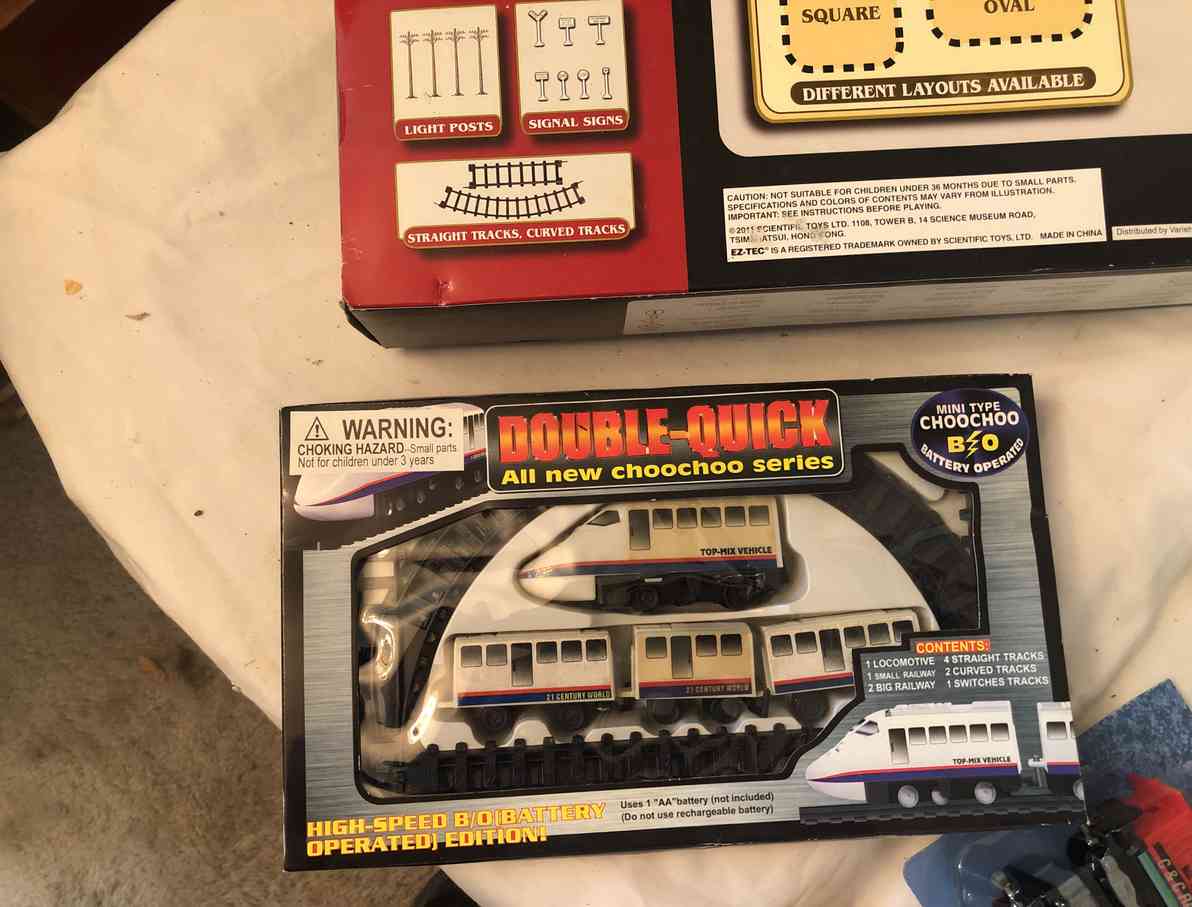 SQUARE
OVAL
DIFFERENT LAYOUTS AVAILABLE
LIGHT POSTS
SIGNAL SIGNS
STRAIGHT TRACKS, CURVED TRACKS
CAUTION: NOT SUITABLE FOR CHILDREN UNDER 36 MONTHS DUE TO SMALL PARTS.
SPECIFICATIONS AND COLORS OF CONTENTS MAY VARY FROM ILLUSTRATION.
IMPORTANT: SEE INSTRUCTIONS BEFORE PLAYING.
SCIENTIFIC TOYS LTD. 1108, TOWER B, 14 SCIENCE MUSEUM ROAD,
EZ-TEC® IS A REGISTERED TRADEMARK OWNED BY SCIENTIFIC TOYS, LTD. MADE IN CHINA
Distributed by
WARNING:
CHOKING HAZARD--Small parts
Not for children under 3 years
DOUBLE-QUICK
All new choochoo series
MINI TYPE
CHOOCHOO
B/O
BATTERY OPERATED
TOP-MIX VEHICLE
21 CENTURY WORLD
21 CENTURY WORLD
CONTENTS:
1 LOCOMOTIVE 4 STRAIGHT TRACKS
1 SMALL RAILWAY 2 CURVED TRACKS
2 BIG RAILWAY 1 SWITCHES TRACKS
TOP-MIX VEHICLE
HIGH-SPEED B/O(BATTERY
OPERATED) EDITION!
Uses 1 "AA"battery (not included)
(Do not use rechargeable battery)